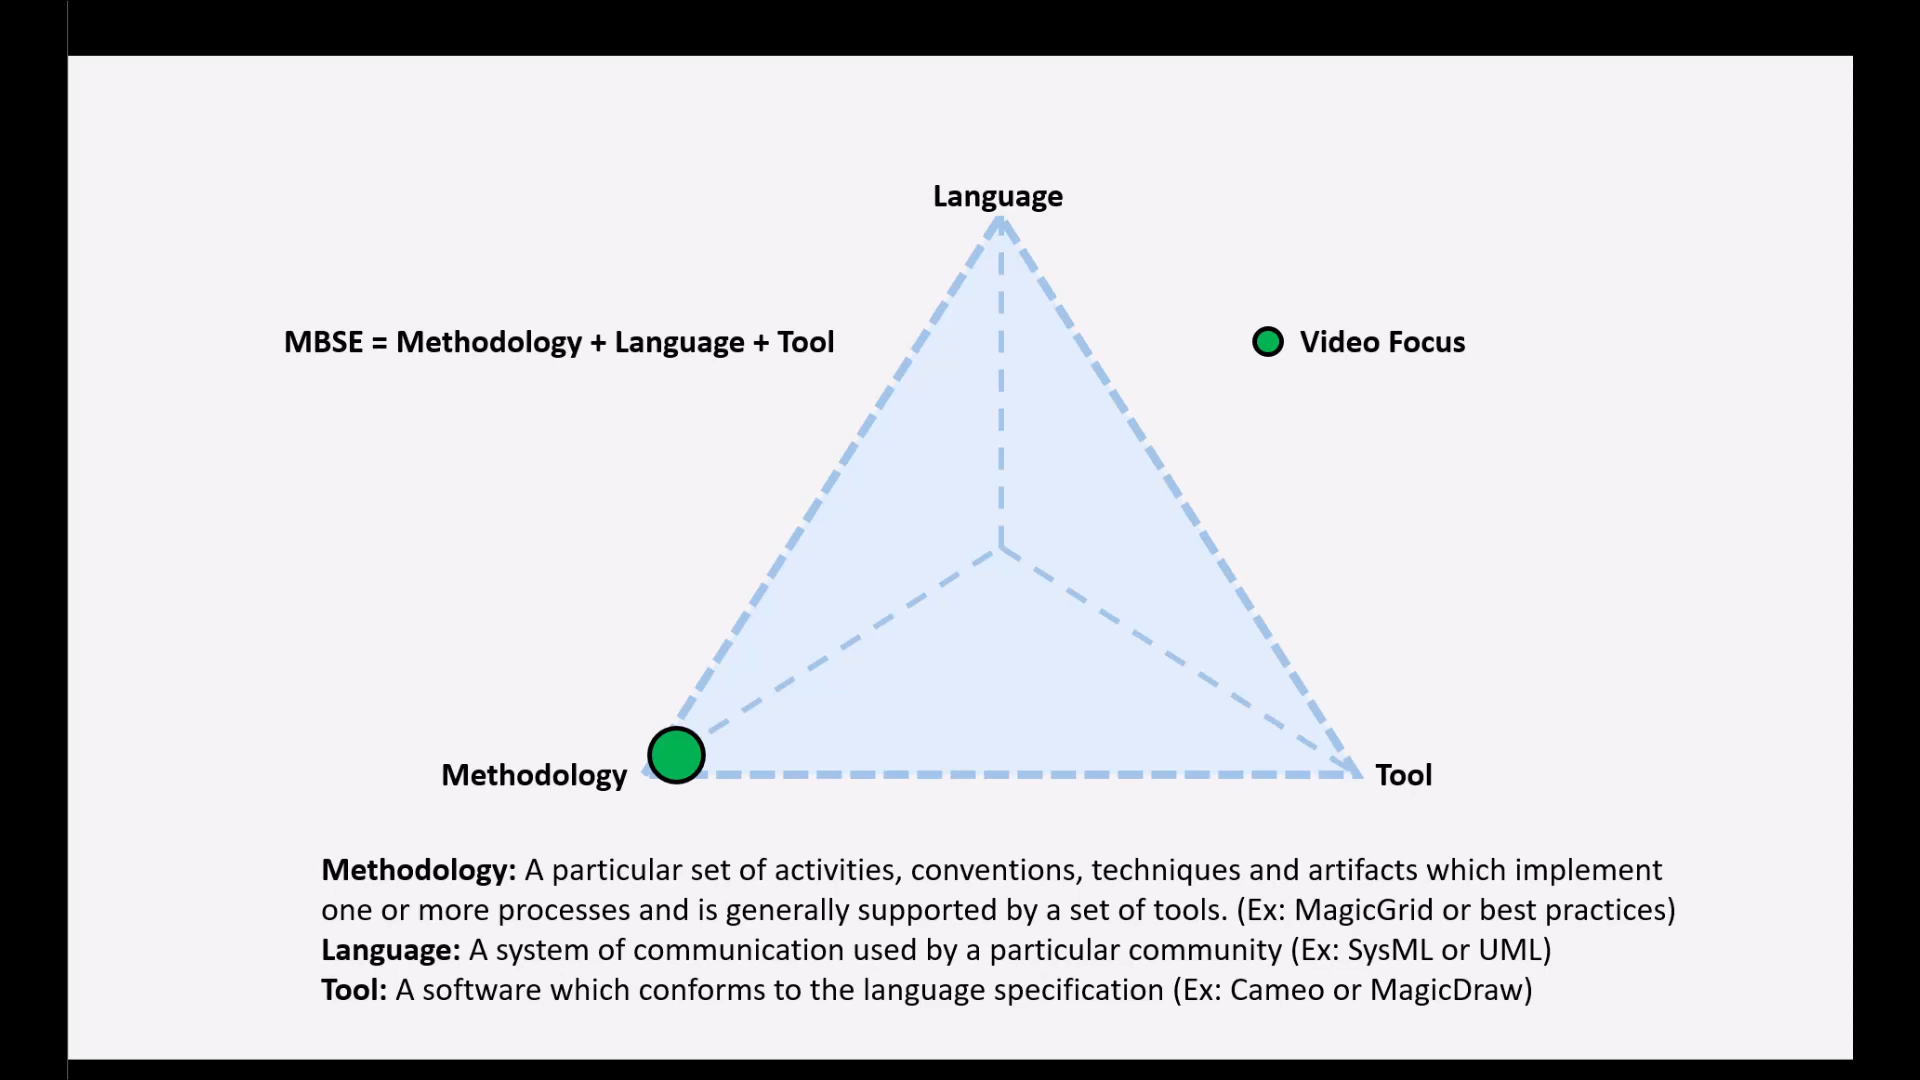 Language
MBSE = Methodology + Language + Tool
Video Focus
Methodology
Tool
Methodology: A particular set of activities, conventions, techniques and artifacts which implement
one or more processes and is generally supported by a set of tools. (Ex: MagicGrid or best practices)
Language: A system of communication used by a particular community (Ex: SysML or UML)
Tool: A software which conforms to the language specification (Ex: Cameo or MagicDraw)